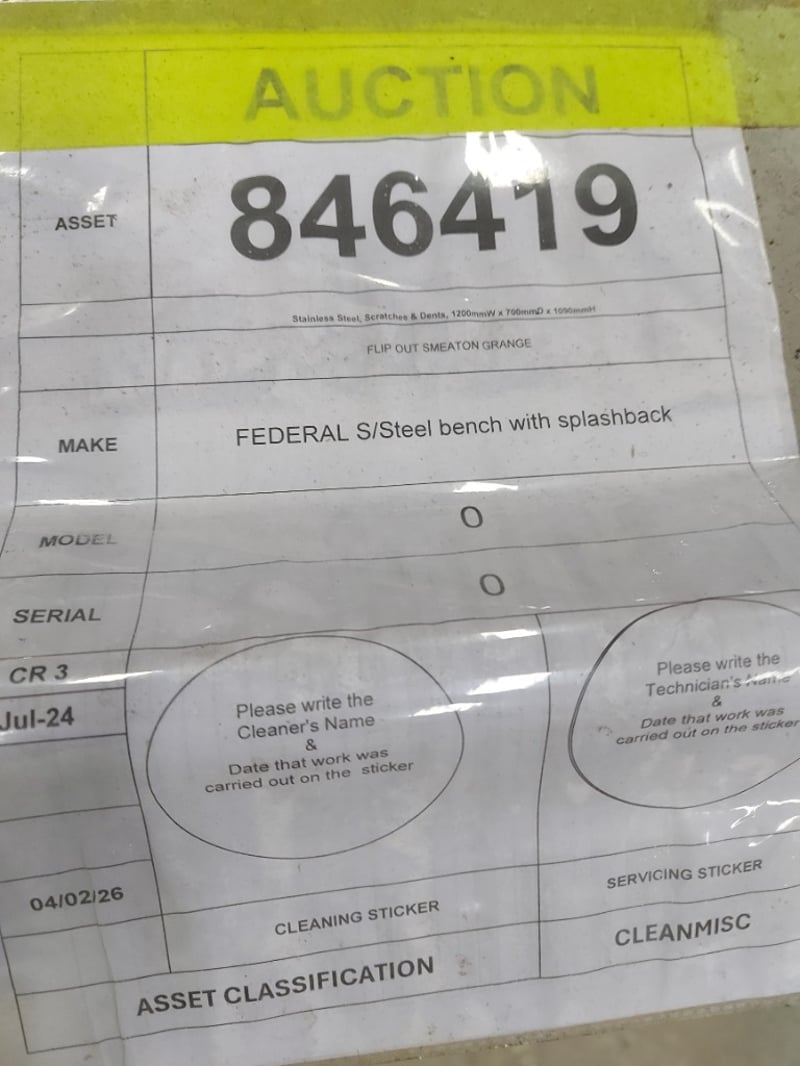 AUCTION
ASSET
846419
Stainless Steel, Scratches & Dents, 1200mmW x 700mmD x 1090mmH
FLIP OUT SMEATON GRANGE
MAKE
FEDERAL S/Steel bench with splashback
MODEL
0
SERIAL
0
CR 3
Jul-24
04/02/26
Please write the
Cleaner's Name
&
Date that work was
carried out on the sticker
Please write the
Technician's Name
&
Date that work was
carried out on the sticker
CLEANING STICKER
SERVICING STICKER
ASSET CLASSIFICATION
CLEANMISC